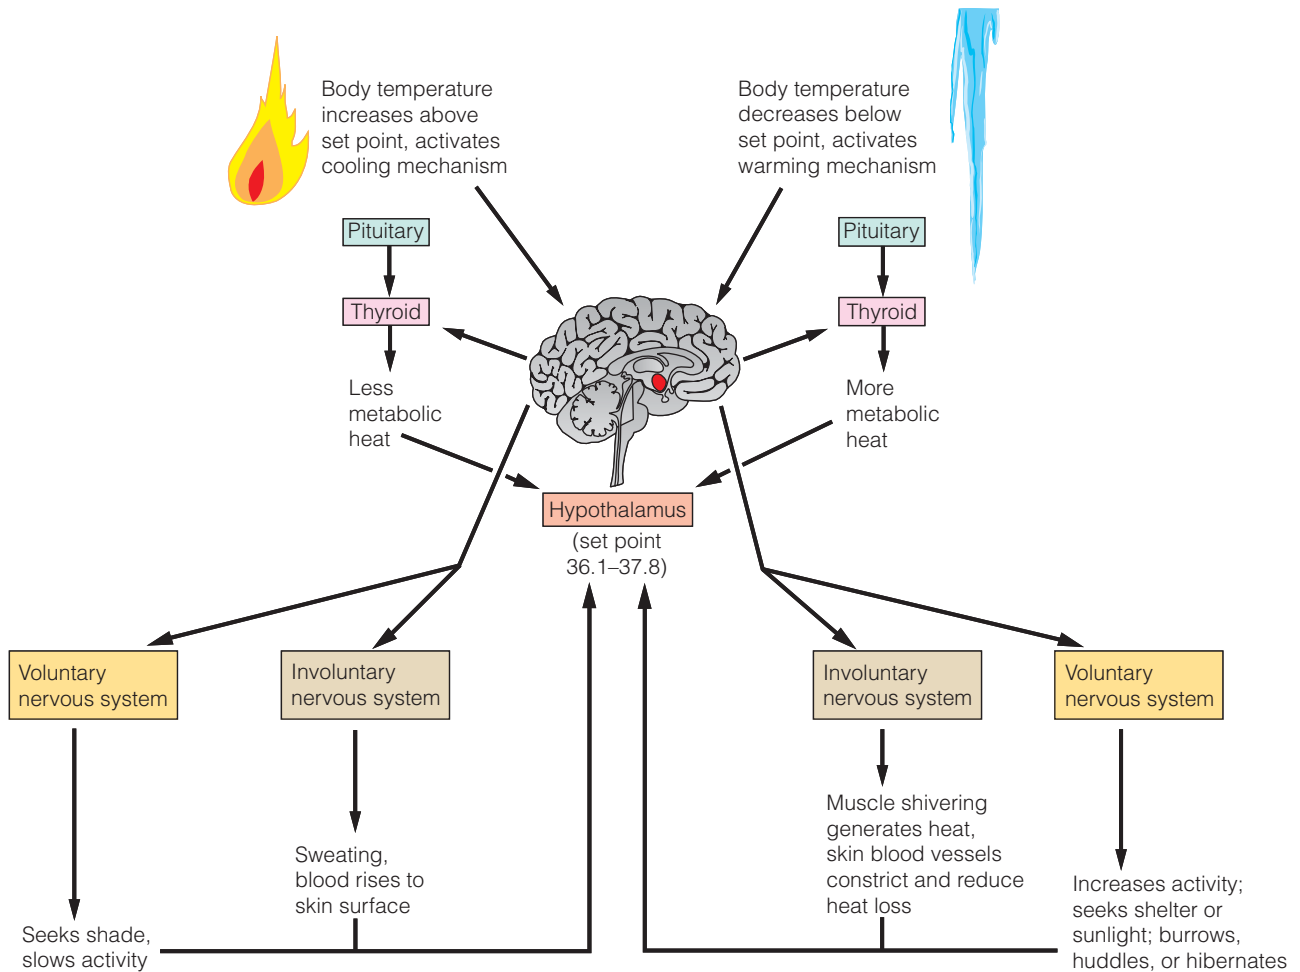 Body temperature
increases above
set point, activates
cooling mechanism
Body temperature
decreases below
set point, activates
warming mechanism
Pituitary
Pituitary
Thyroid
Thyroid
Less
metabolic
heat
More
metabolic
heat
Hypothalamus
(set point
36.1–37.8)
Voluntary
nervous system
Involuntary
nervous system
Involuntary
nervous system
Voluntary
nervous system
Seeks shade,
slows activity
Sweating,
blood rises to
skin surface
Muscle shivering
generates heat,
skin blood vessels
constrict and reduce
heat loss
Increases activity;
seeks shelter or
sunlight; burrows,
huddles, or hibernates